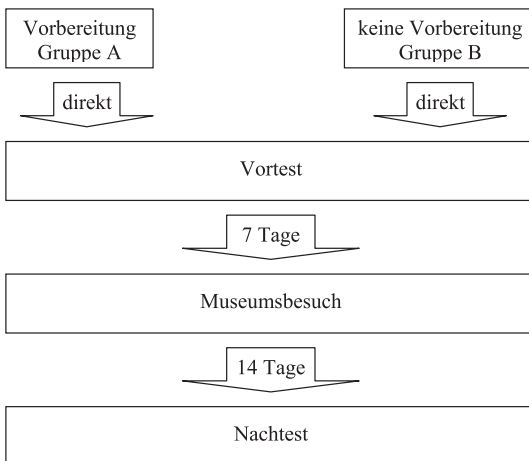 Vorbereitung
Gruppe A
keine Vorbereitung
Gruppe B
direkt
direkt
Vortest
7 Tage
Museumsbesuch
14 Tage
Nachtest